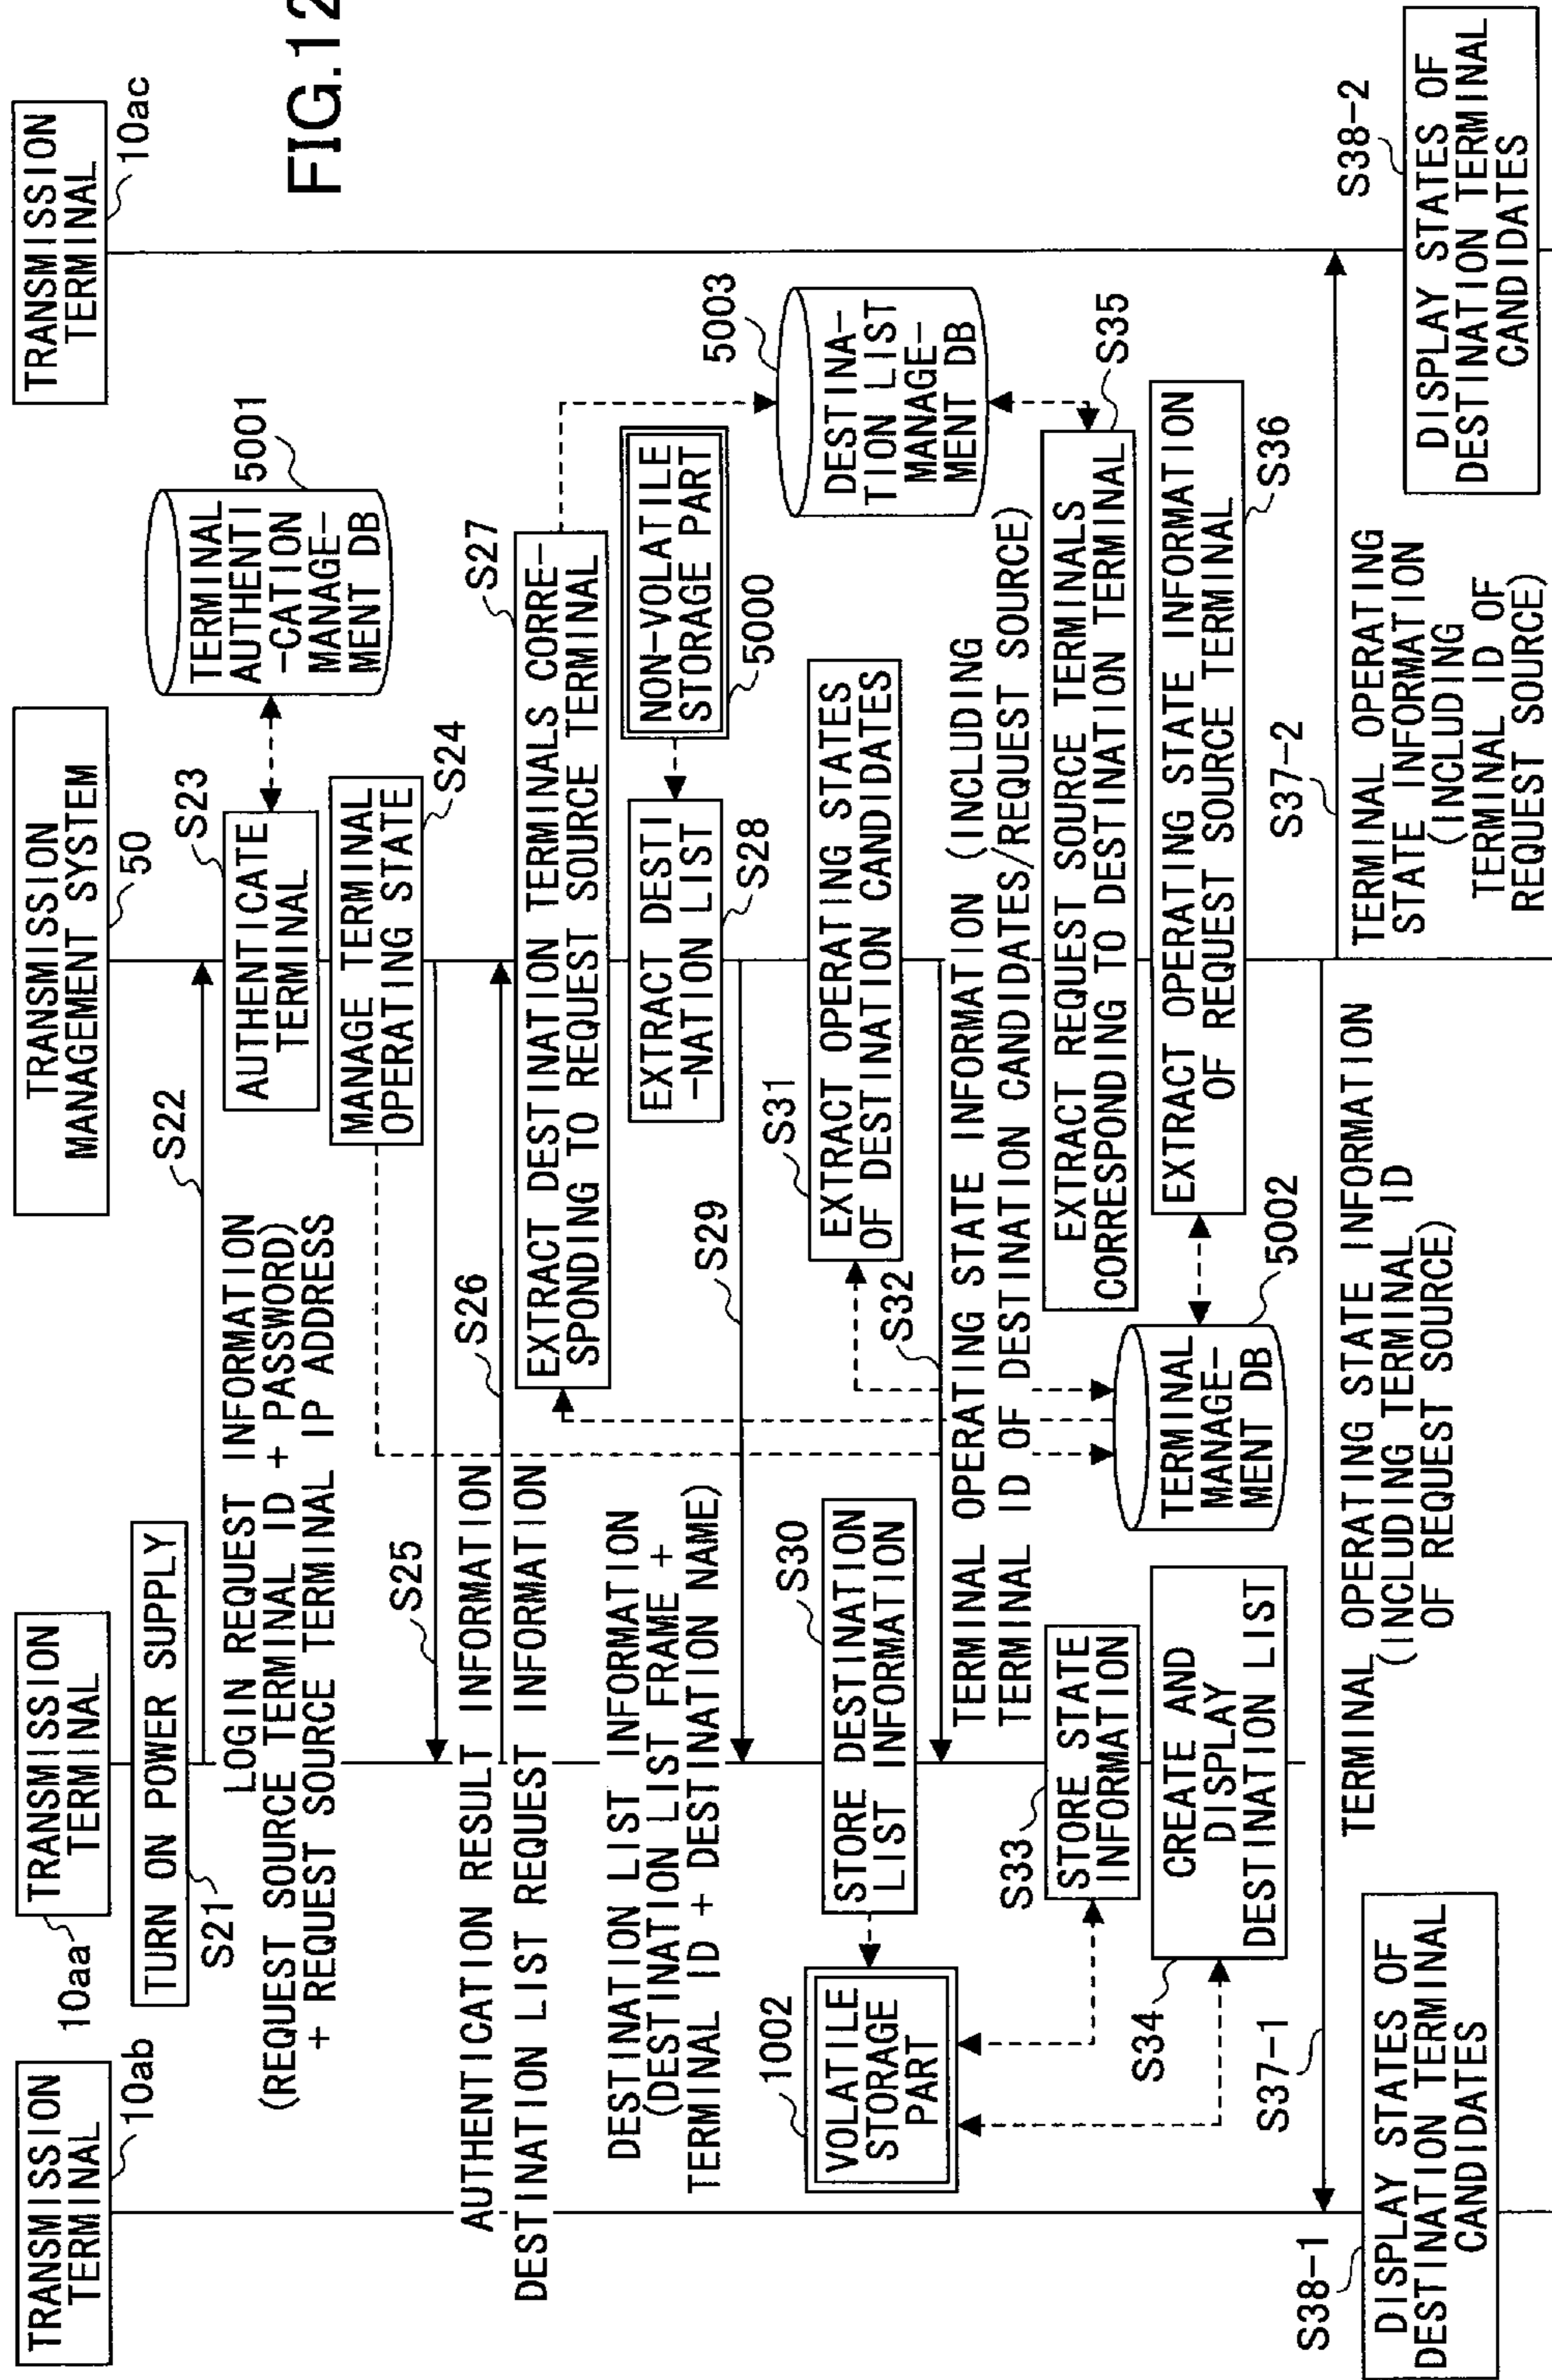 FIG.12
TRANSMISSION
TERMINAL
10ab
TRANSMISSION
TERMINAL
10aa
TRANSMISSION
MANAGEMENT SYSTEM
50
TRANSMISSION
TERMINAL
10ac
TURN ON POWER SUPPLY
S21
S22
LOGIN REQUEST INFORMATION
(REQUEST SOURCE TERMINAL ID + PASSWORD)
+ REQUEST SOURCE TERMINAL IP ADDRESS
S23
AUTHENTICATE
TERMINAL
TERMINAL
AUTHENTI
-CATION
MANAGE-
MENT DB
5001
MANAGE TERMINAL
OPERATING STATE
S24
S25
AUTHENTICATION RESULT INFORMATION
S26
DESTINATION LIST REQUEST INFORMATION
S27
EXTRACT DESTINATION TERMINALS CORRE-
SPONDING TO REQUEST SOURCE TERMINAL
NON-VOLATILE
STORAGE PART
5000
EXTRACT DESTI
-NATION LIST
S28
DESTINATION LIST INFORMATION
(DESTINATION LIST FRAME +
TERMINAL ID + DESTINATION NAME)
S29
5003
DESTINA-
TION LIST
MANAGE-
MENT DB
S30
STORE DESTINATION
LIST INFORMATION
1002
VOLATILE
STORAGE
PART
S31
EXTRACT OPERATING STATES
OF DESTINATION CANDIDATES
S32
TERMINAL OPERATING STATE INFORMATION (INCLUDING
TERMINAL ID OF DESTINATION CANDIDATES/REQUEST SOURCE)
S33
STORE STATE
INFORMATION
S34
CREATE AND
DISPLAY
DESTINATION LIST
TERMINAL
MANAGE-
MENT DB
5002
EXTRACT REQUEST SOURCE TERMINALS
CORRESPONDING TO DESTINATION TERMINAL
S35
EXTRACT OPERATING STATE INFORMATION
OF REQUEST SOURCE TERMINAL
S36
S37-1
TERMINAL OPERATING STATE INFORMATION
(INCLUDING TERMINAL ID
OF REQUEST SOURCE)
S37-2
TERMINAL OPERATING
STATE INFORMATION
(INCLUDING
TERMINAL ID OF
REQUEST SOURCE)
S38-1
DISPLAY STATES OF
DESTINATION TERMINAL
CANDIDATES
S38-2
DISPLAY STATES OF
DESTINATION TERMINAL
CANDIDATES